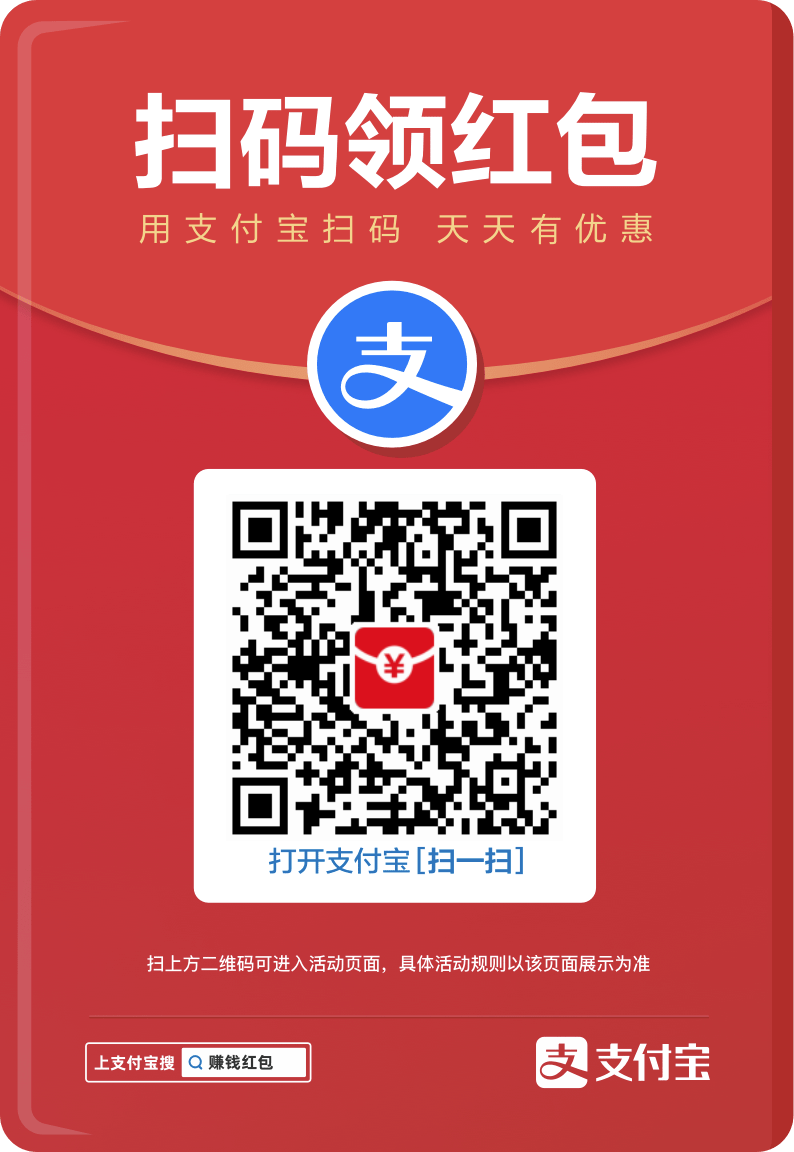 扫码领红包
用支付宝扫码 天天有优惠
支
¥
打开支付宝[扫一扫]
扫上方二维码可进入活动页面，具体活动规则以该页面展示为准
上支付宝搜 赚钱红包
支 支付宝